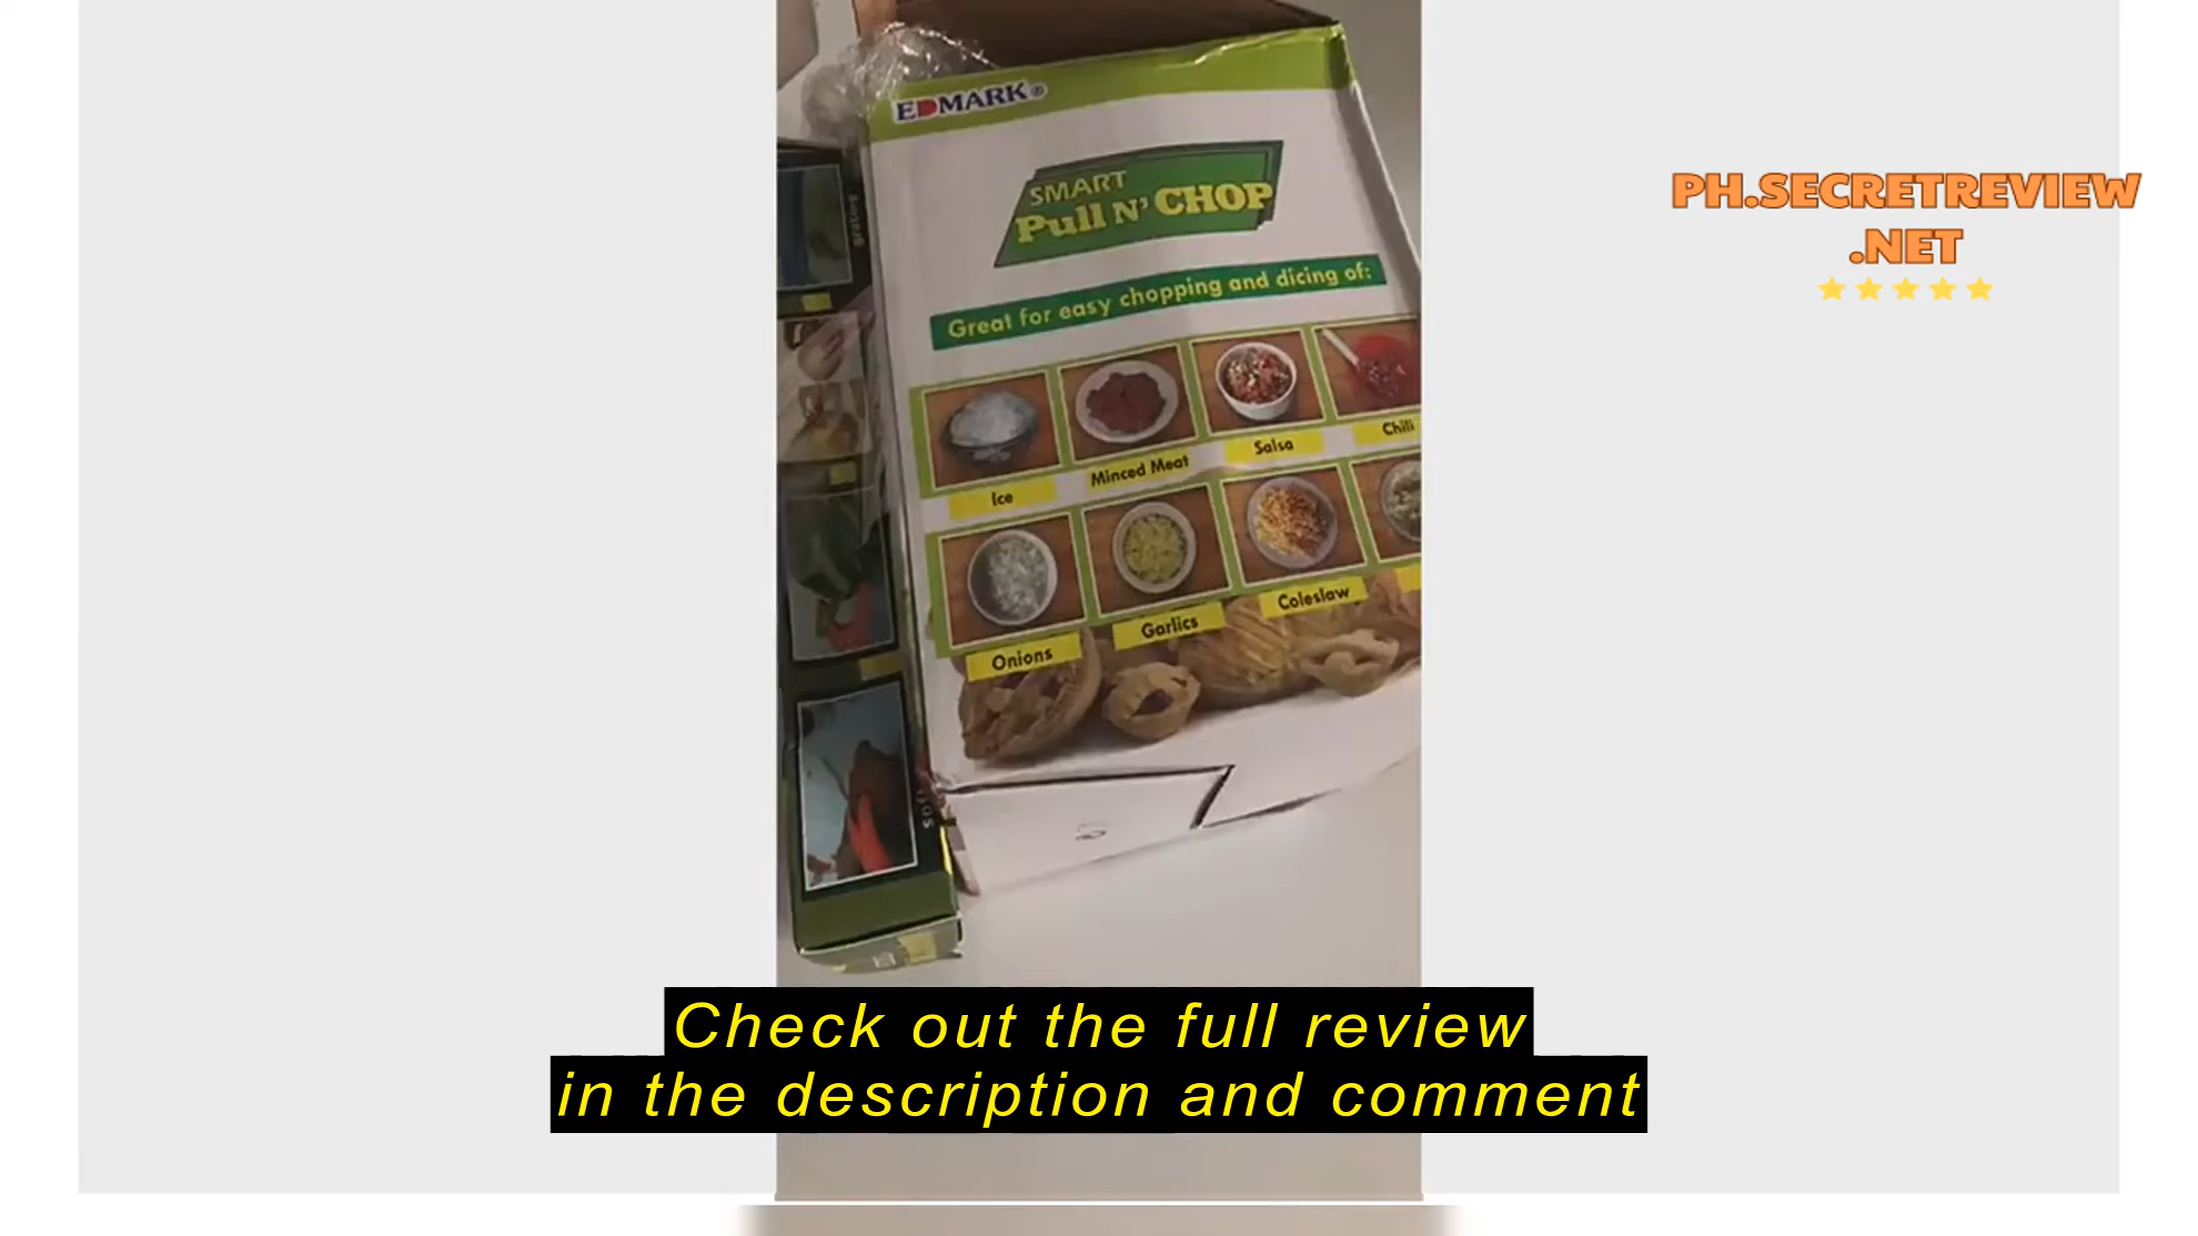 EDMARK®
SMART
Pull N' CHOP
Great for easy chopping and dicing of:
Ice
Minced Meat
Salsa
Chili
Onions
Garlics
Coleslaw
PH.SECRETREVIEW
.NET
Check out the full review
in the description and comment